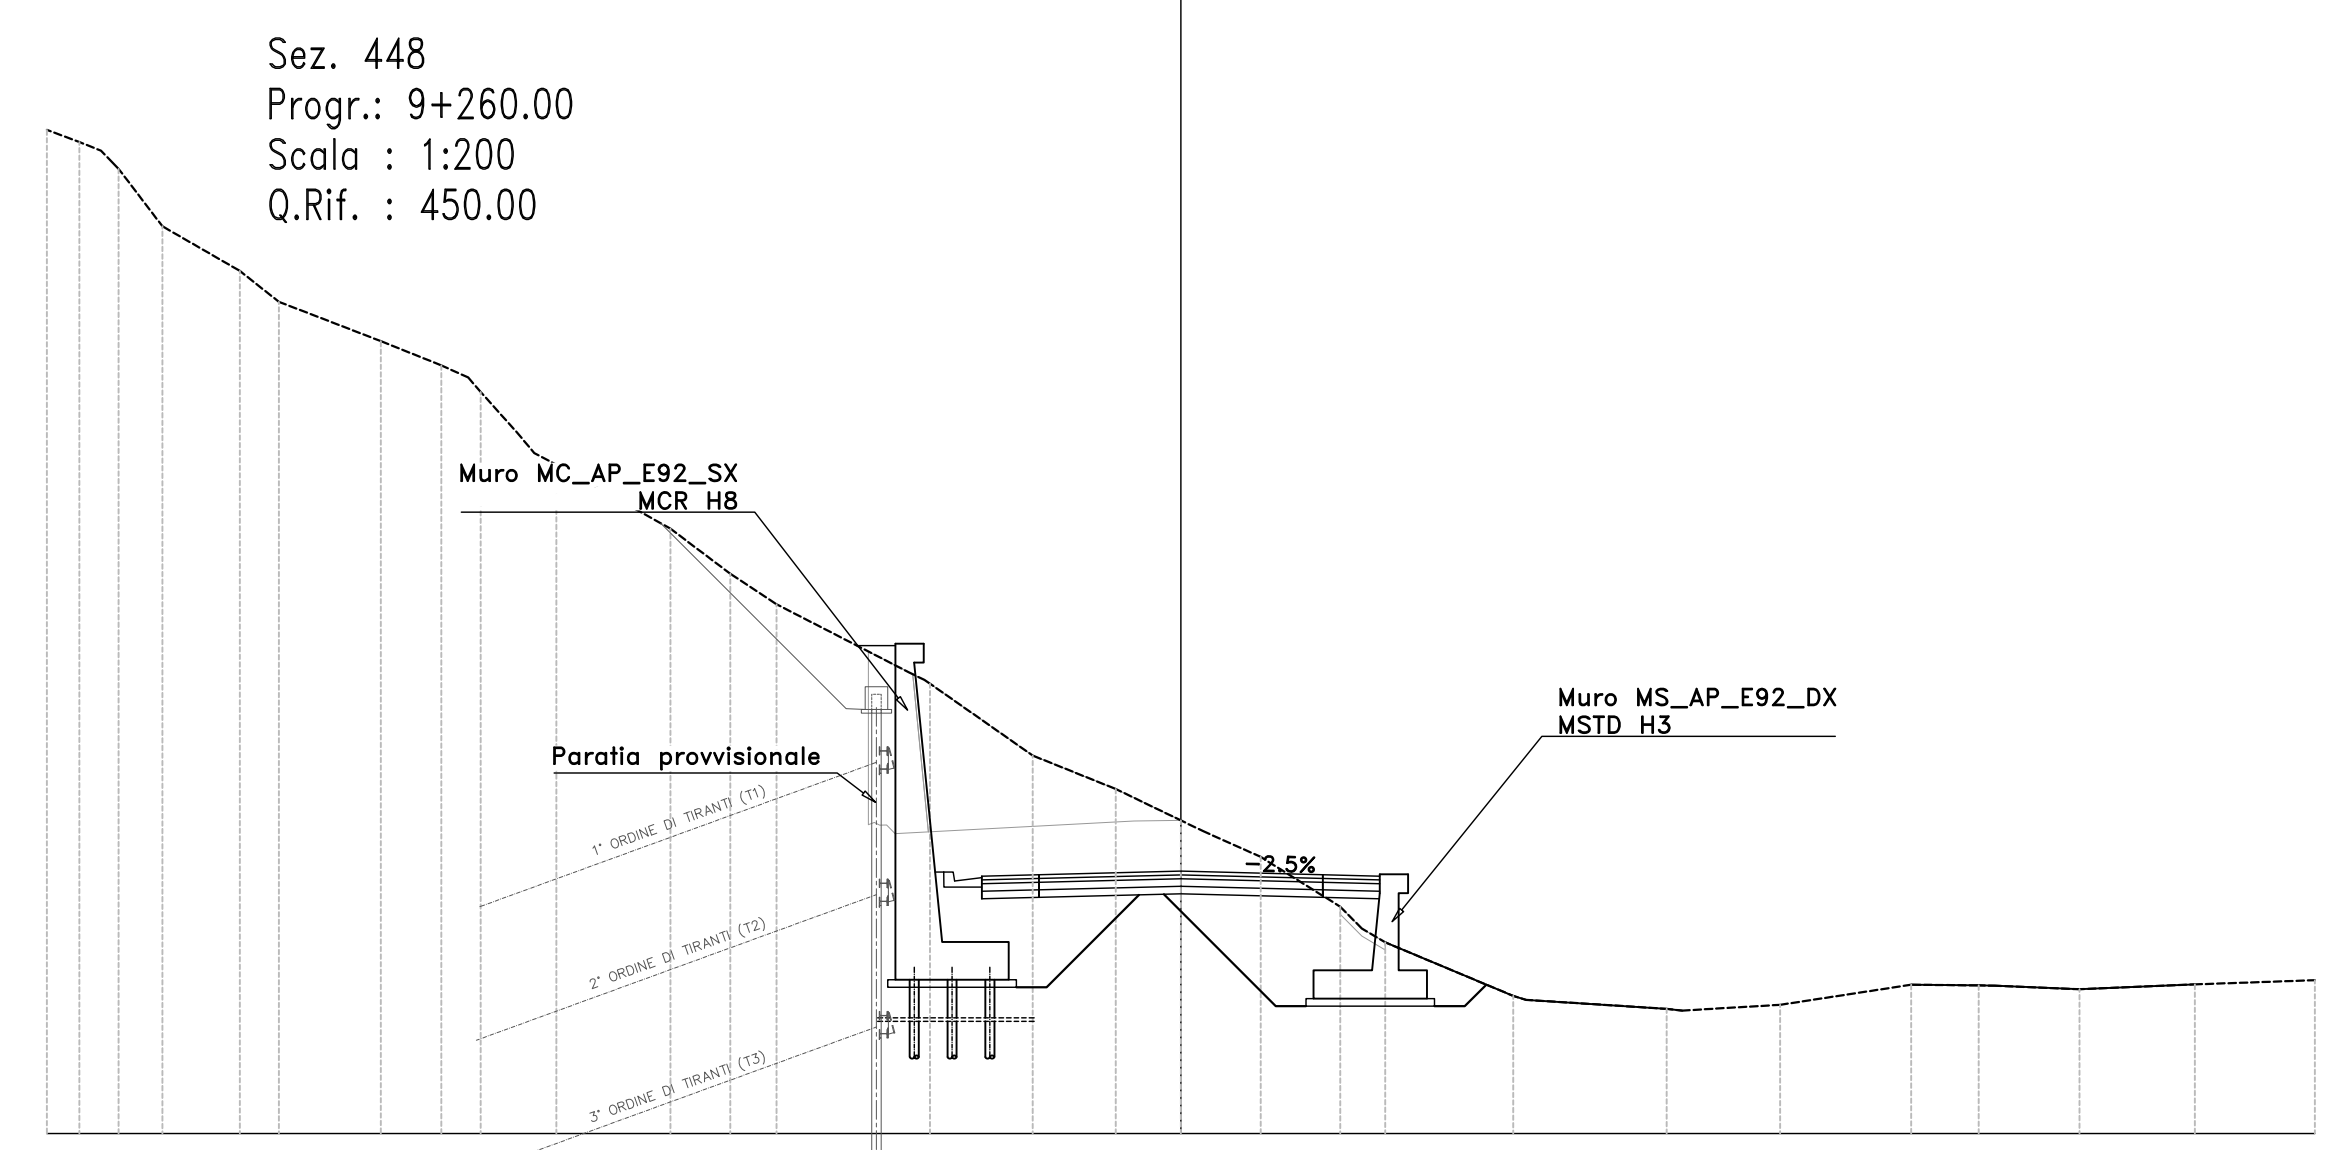 Sez. 448
Progr.: 9+260.00
Scala : 1:200
Q.Rif. : 450.00
Muro MC_AP_E92_SX
MCR H8
Muro MS_AP_E92_DX
MSTD H3
Paratia provvisionale
1° ORDINE DI TIRANTI (T1)
-2.5%
2° ORDINE DI TIRANTI (T2)
3° ORDINE DI TIRANTI (T3)